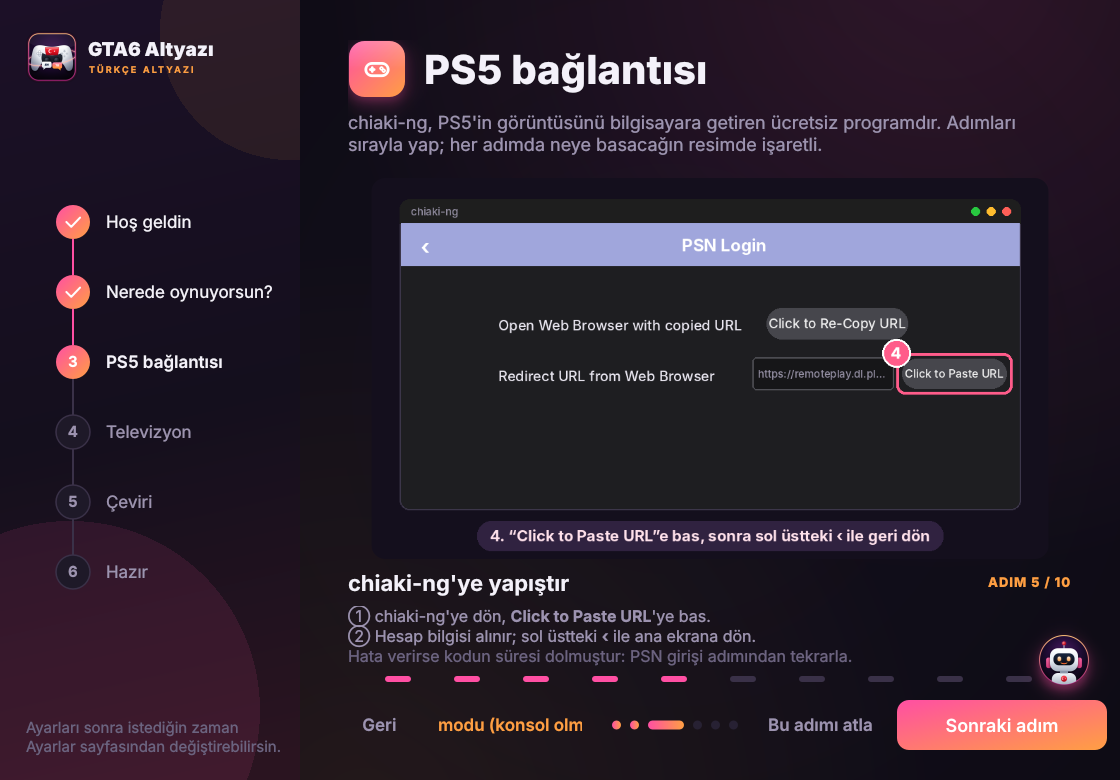 GTA6 Altyazı
TÜRKÇE ALTYAZI
Hoş geldin
Nerede oynuyorsun?
3 PS5 bağlantısı
4 Televizyon
5 Çeviri
6 Hazır
Ayarları sonra istediğin zaman
Ayarlar sayfasından değiştirebilirsin.
PS5 bağlantısı
chiaki-ng, PS5'in görüntüsünü bilgisayara getiren ücretsiz programdır. Adımları
sırayla yap; her adımda neye basacağın resimde işaretli.
chiaki-ng
‹ PSN Login
Open Web Browser with copied URL Click to Re-Copy URL
4
Redirect URL from Web Browser https://remoteplay.dl.pl... Click to Paste URL
4. “Click to Paste URL”e bas, sonra sol üstteki ‹ ile geri dön
chiaki-ng'ye yapıştır ADIM 5 / 10
① chiaki-ng'ye dön, Click to Paste URL'ye bas.
② Hesap bilgisi alınır; sol üstteki ‹ ile ana ekrana dön.
Hata verirse kodun süresi dolmuştur: PSN girişi adımından tekrarla.
Geri modu (konsol olm Bu adımı atla Sonraki adım